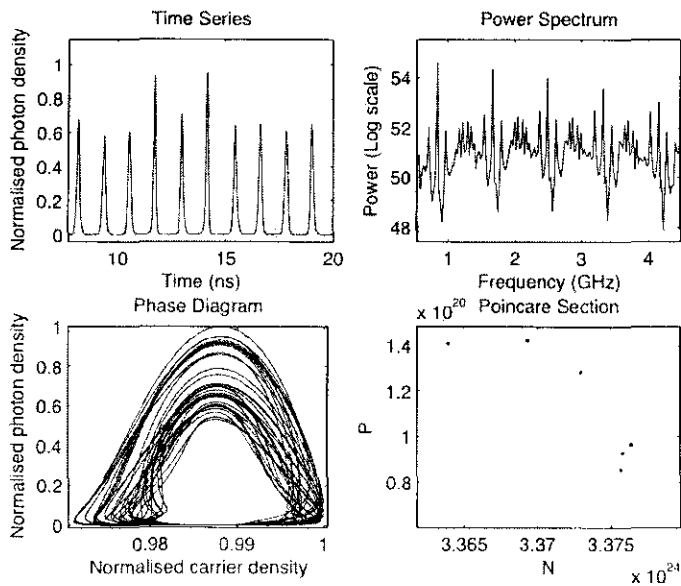 Time Series
Normalised photon density
1
0.8
0.6
0.4
0.2
0
10
15
20
Time (ns)
Power Spectrum
Power (Log scale)
54
52
50
48
1
2
3
4
Frequency (GHz)
Phase Diagram
Normalised photon density
1
0.8
0.6
0.4
0.2
0
0.98
0.99
1
Normalised carrier density
x 10^20
Poincare Section
P
1.4
1.2
1
0.8
3.365
3.37
3.375
N
x 10^24